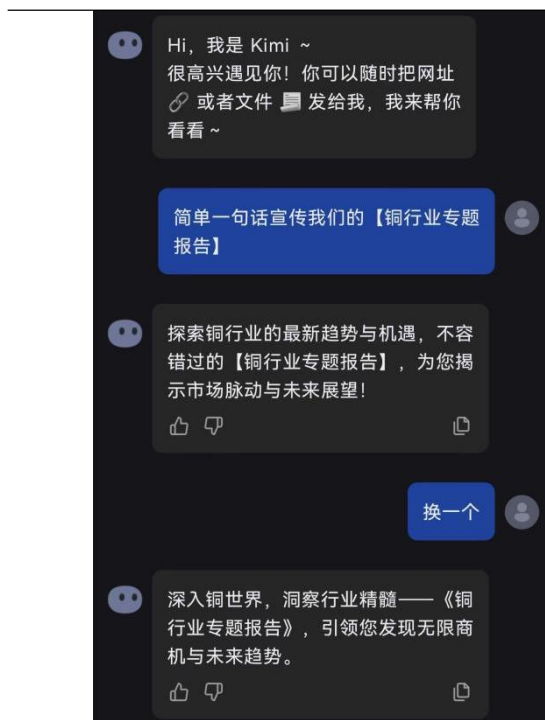 Hi，我是 Kimi ~
很高兴遇见你！你可以随时把网址
🔗 或者文件 📜 发给我，我来帮你
看看 ~
简单一句话宣传我们的【铜行业专题
报告】
探索铜行业的最新趋势与机遇，不容
错过的【铜行业专题报告】，为您揭
示市场脉动与未来展望！
换一个
深入铜世界，洞察行业精髓——《铜
行业专题报告》，引领您发现无限商
机与未来趋势。